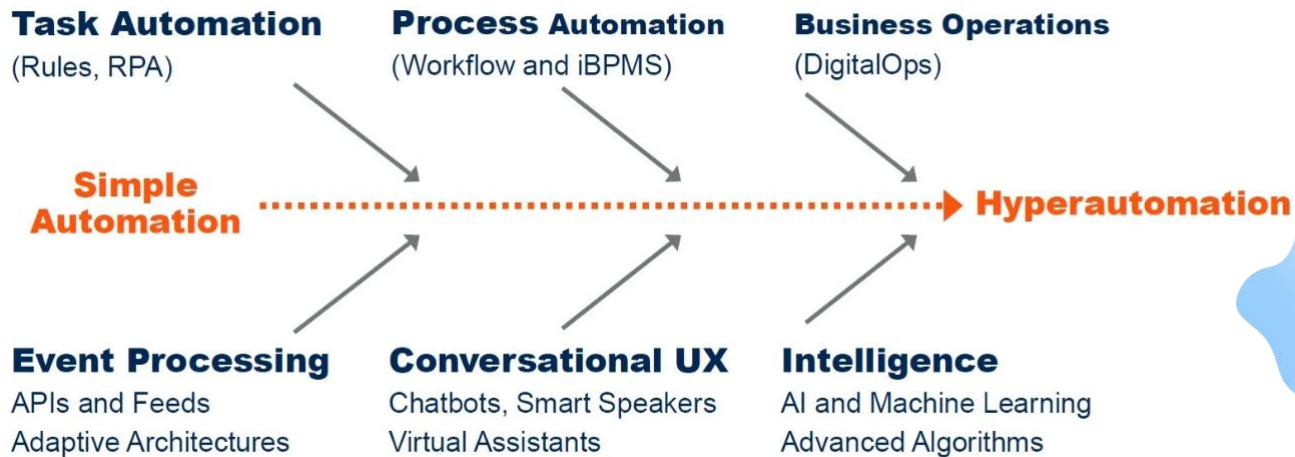 Task Automation
(Rules, RPA)
Process Automation
(Workflow and iBPMS)
Business Operations
(DigitalOps)
Simple
Automation
Hyperautomation
Event Processing
APIs and Feeds
Adaptive Architectures
Conversational UX
Chatbots, Smart Speakers
Virtual Assistants
Intelligence
AI and Machine Learning
Advanced Algorithms